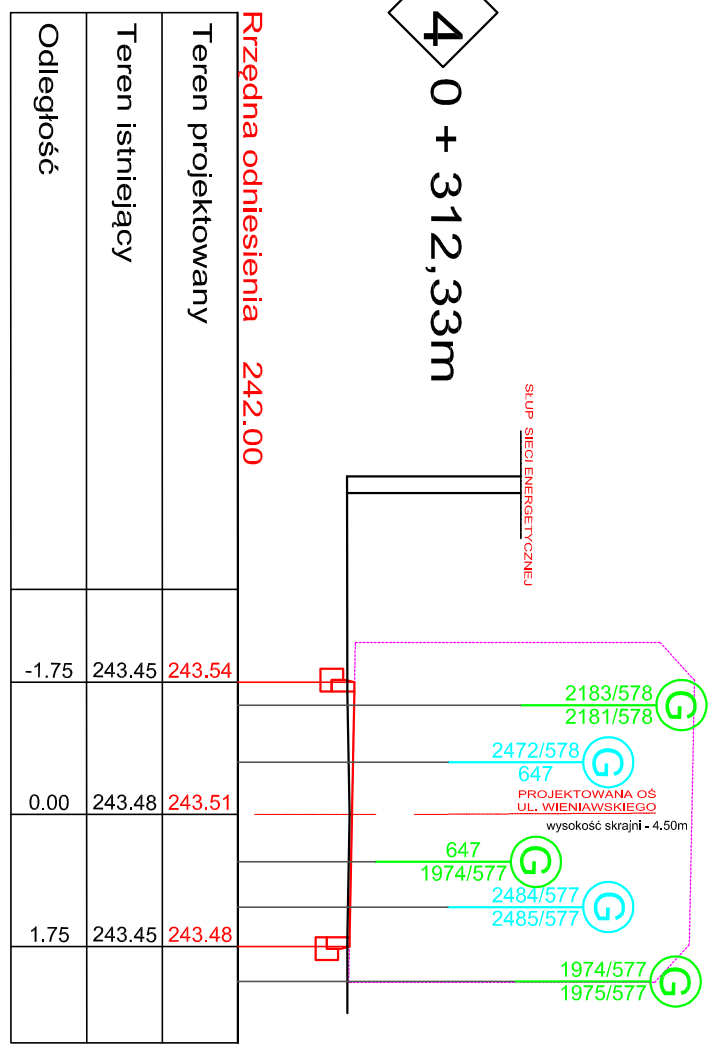 4
0 + 312,33m
SŁUP SIECI ENERGETYCZNEJ
G
2183/578
2181/578
G
2472/578
647
PROJEKTOWANA OŚ
UL. WIENIAWSKIEGO
wysokość skrajni - 4.50m
G
647
1974/577
G
2484/577
2485/577
G
1974/577
1975/577
Rrzędna odniesienia 242.00
Teren projektowany 243.54 243.51 243.48
Teren istniejący 243.45 243.48 243.45
Odległość -1.75 0.00 1.75